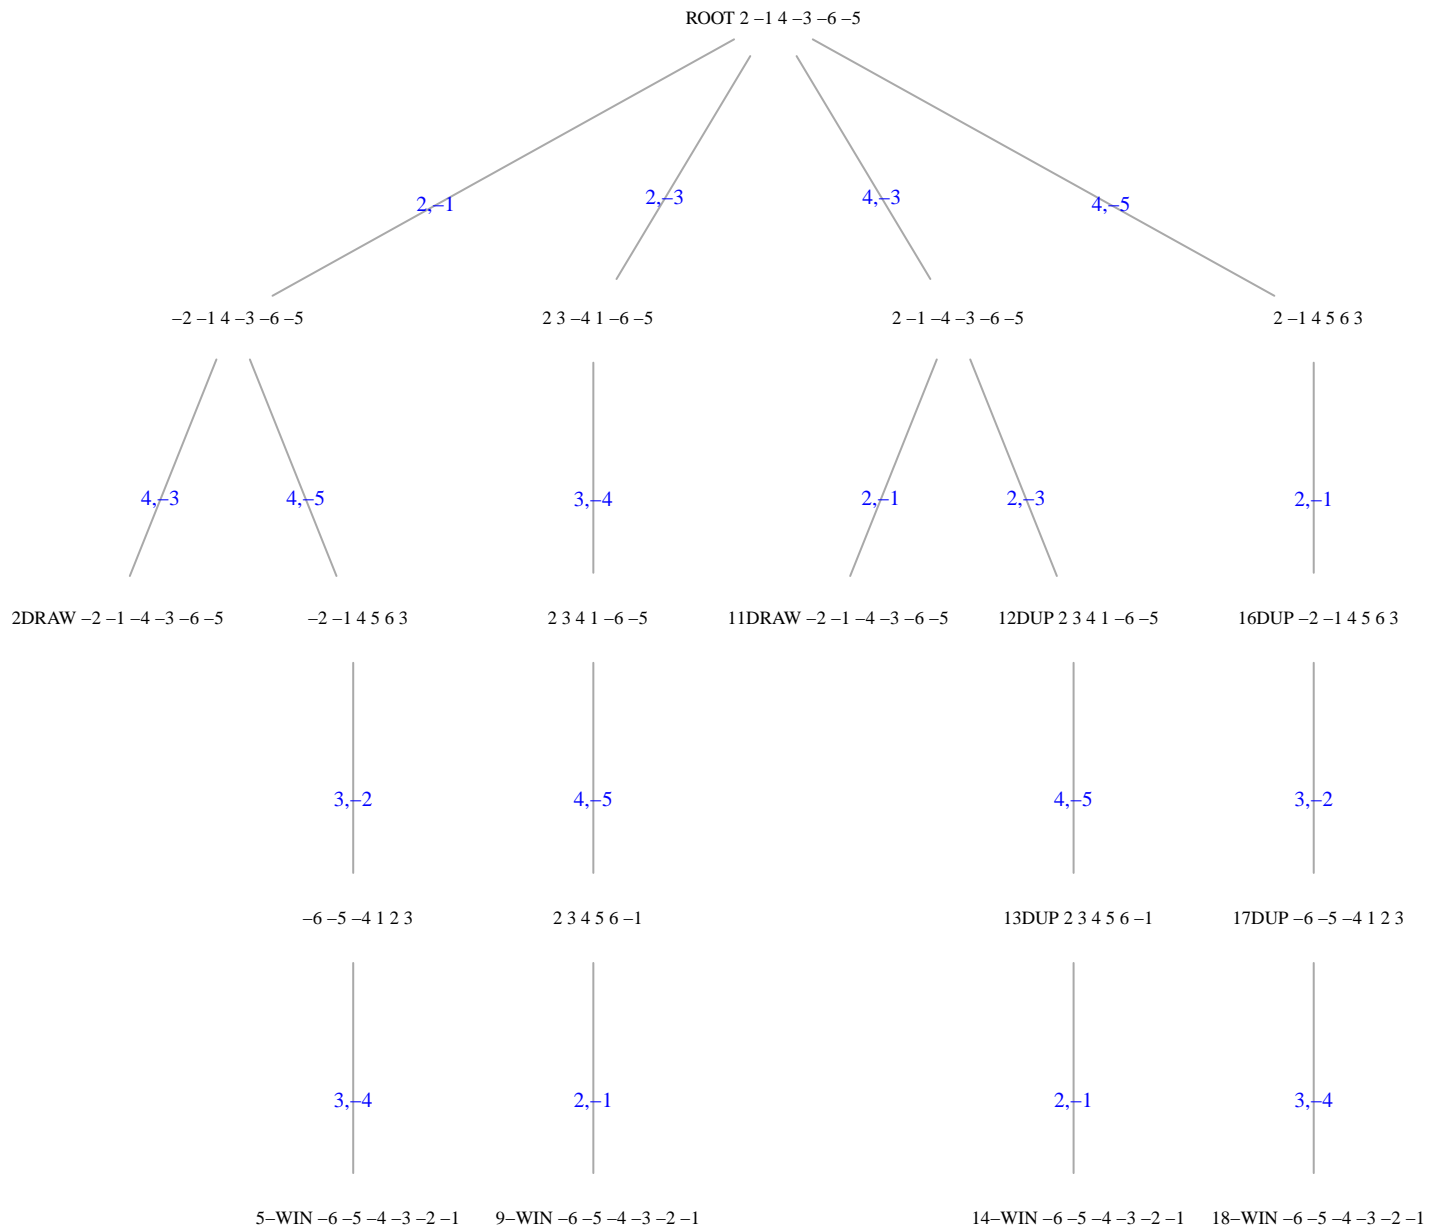 ROOT 2 –1 4 –3 –6 –5
2,–1
2,–3
4,–3
4,–5
–2 –1 4 –3 –6 –5
2 3 –4 1 –6 –5
2 –1 –4 –3 –6 –5
2 –1 4 5 6 3
4,–3
4,–5
3,–4
2,–1
2,–3
2,–1
2DRAW –2 –1 –4 –3 –6 –5
–2 –1 4 5 6 3
2 3 4 1 –6 –5
11DRAW –2 –1 –4 –3 –6 –5
12DUP 2 3 4 1 –6 –5
16DUP –2 –1 4 5 6 3
3,–2
4,–5
4,–5
3,–2
–6 –5 –4 1 2 3
2 3 4 5 6 –1
13DUP 2 3 4 5 6 –1
17DUP –6 –5 –4 1 2 3
3,–4
2,–1
2,–1
3,–4
5–WIN –6 –5 –4 –3 –2 –1
9–WIN –6 –5 –4 –3 –2 –1
14–WIN –6 –5 –4 –3 –2 –1
18–WIN –6 –5 –4 –3 –2 –1